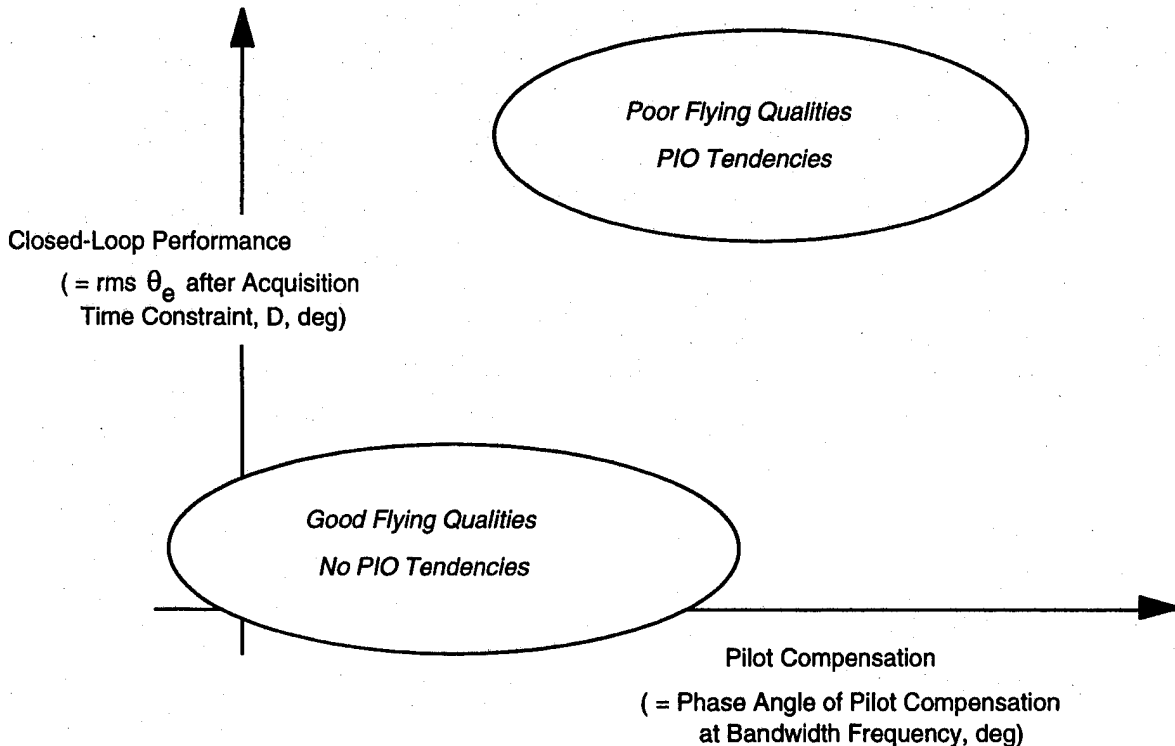 Poor Flying Qualities
PIO Tendencies
Closed-Loop Performance
( = rms θe after Acquisition
Time Constraint, D, deg)
Good Flying Qualities
No PIO Tendencies
Pilot Compensation
( = Phase Angle of Pilot Compensation
at Bandwidth Frequency, deg)